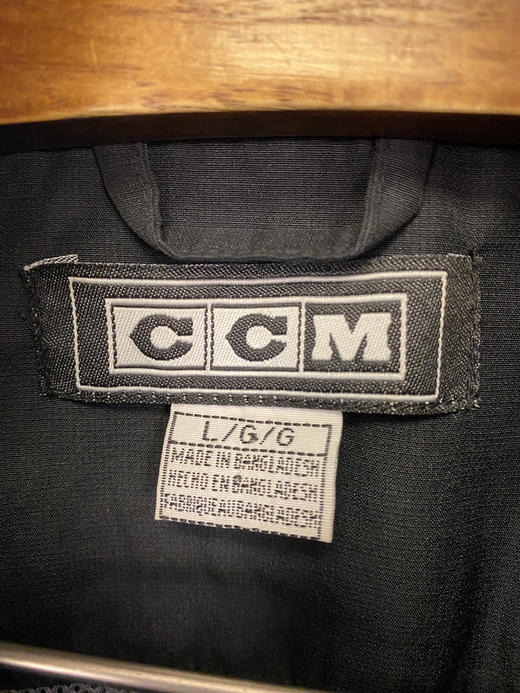 CCM
L/G/G
MADE IN BANGLADESH
HECHO EN BANGLADESH
FABRIQUE AU BANGLADESH